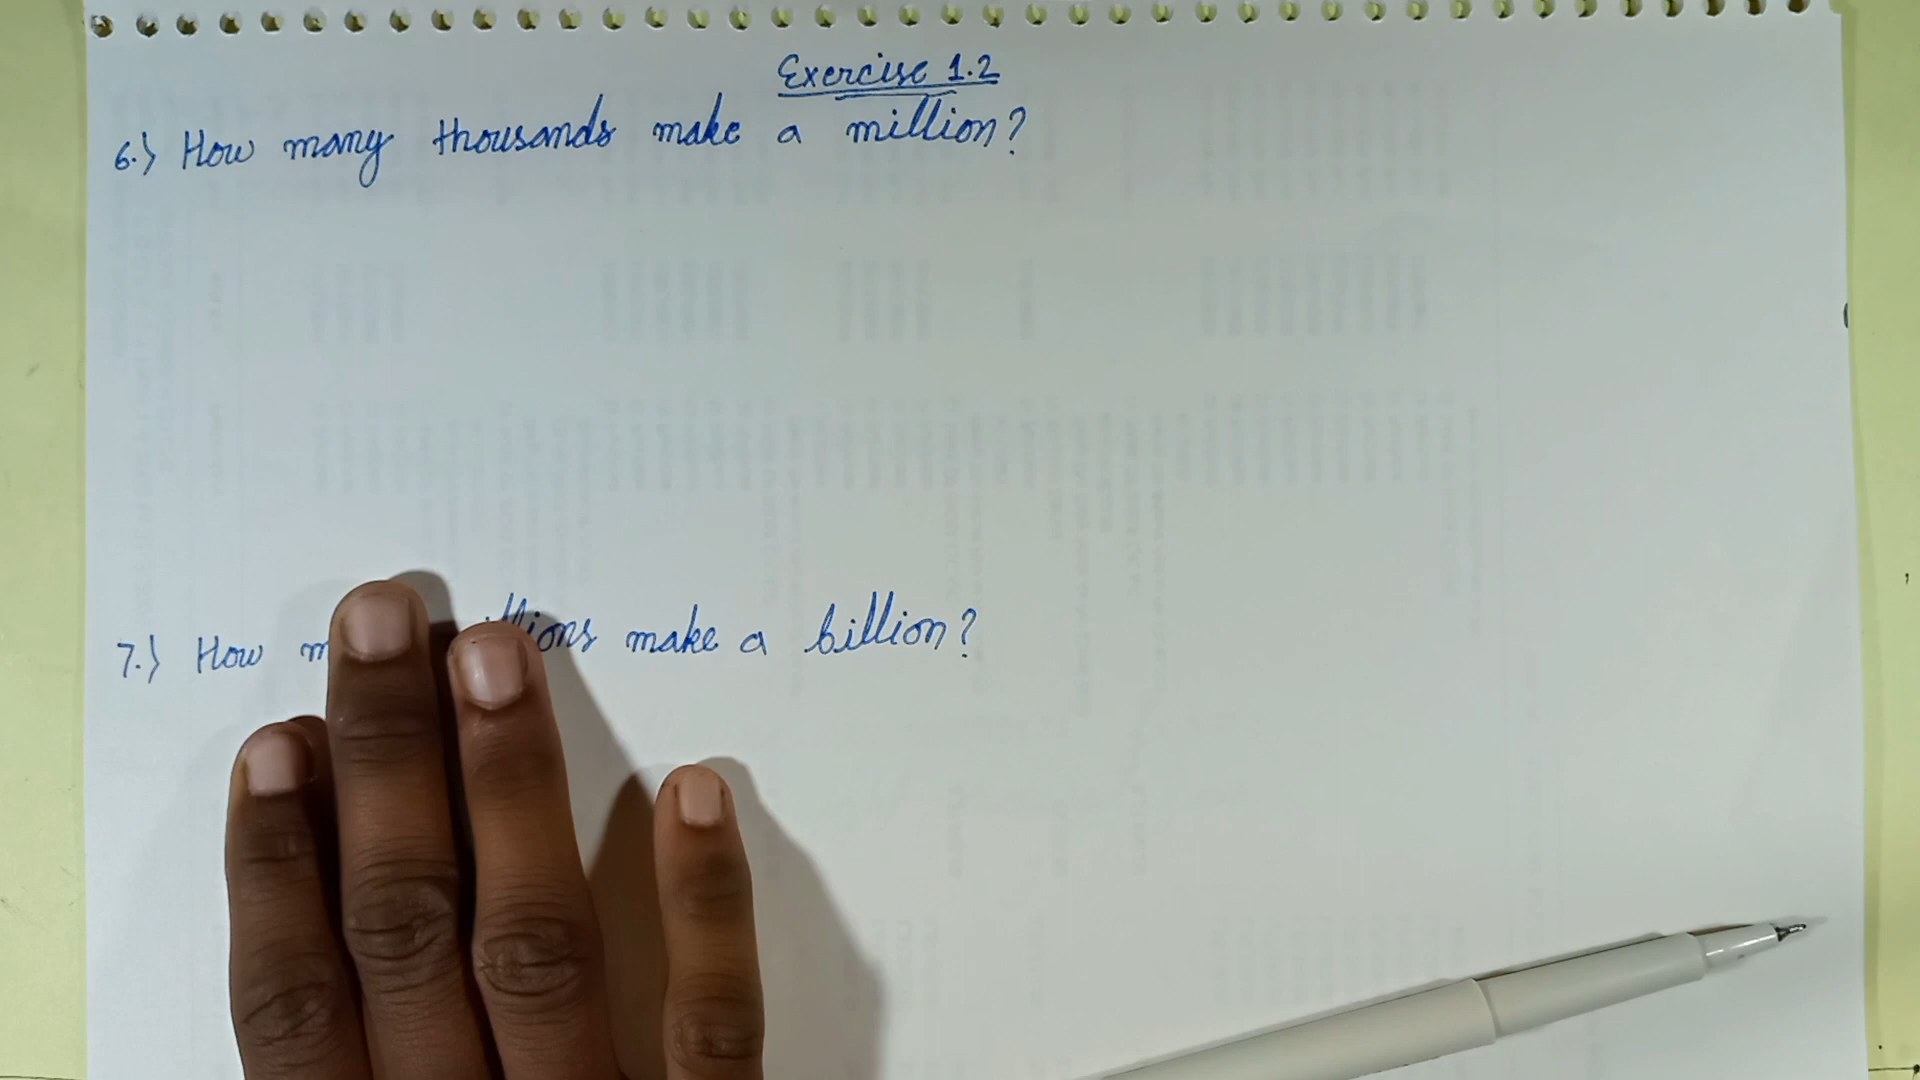 Exercise 1.2
6.) How many thousands make a million?
7.) How make a billion?